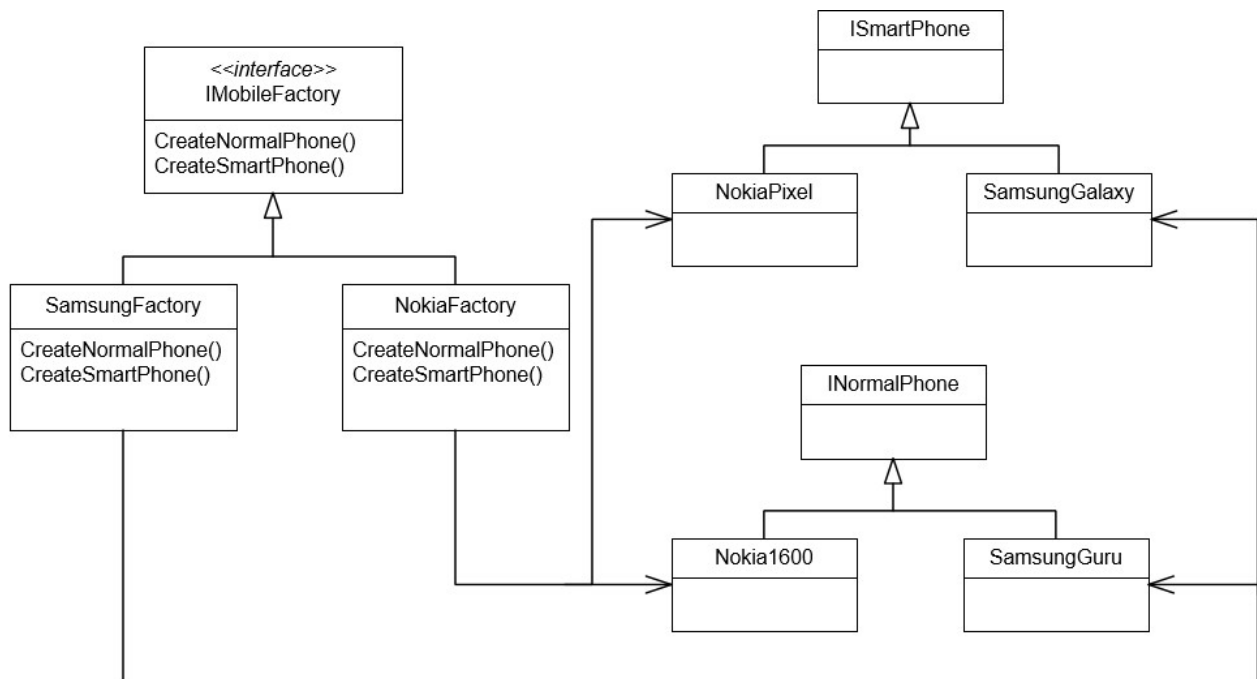 <<interface>>
IMobileFactory
CreateNormalPhone()
CreateSmartPhone()
SamsungFactory
CreateNormalPhone()
CreateSmartPhone()
NokiaFactory
CreateNormalPhone()
CreateSmartPhone()
ISmartPhone
NokiaPixel
SamsungGalaxy
INormalPhone
Nokia1600
SamsungGuru